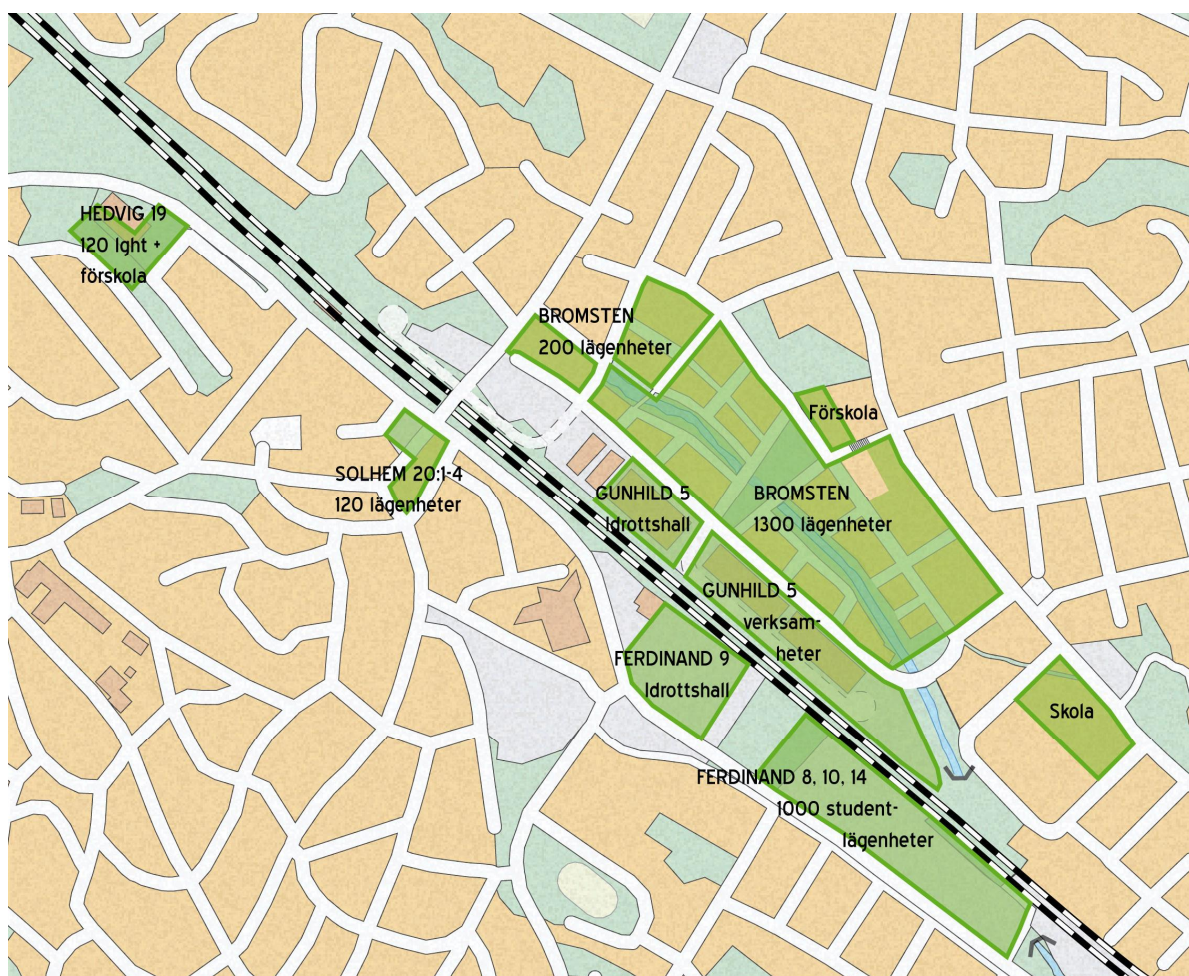 HEDVIG 19
120 lght +
förskola
BROMSTEN
200 lägenheter
Förskola
SOLHEM 20:1-4
120 lägenheter
GUNHILD 5
Idrottshall
BROMSTEN
1300 lägenheter
GUNHILD 5
verksam-
heter
FERDINAND 9
Idrottshall
Skola
FERDINAND 8, 10, 14
1000 student-
lägenheter